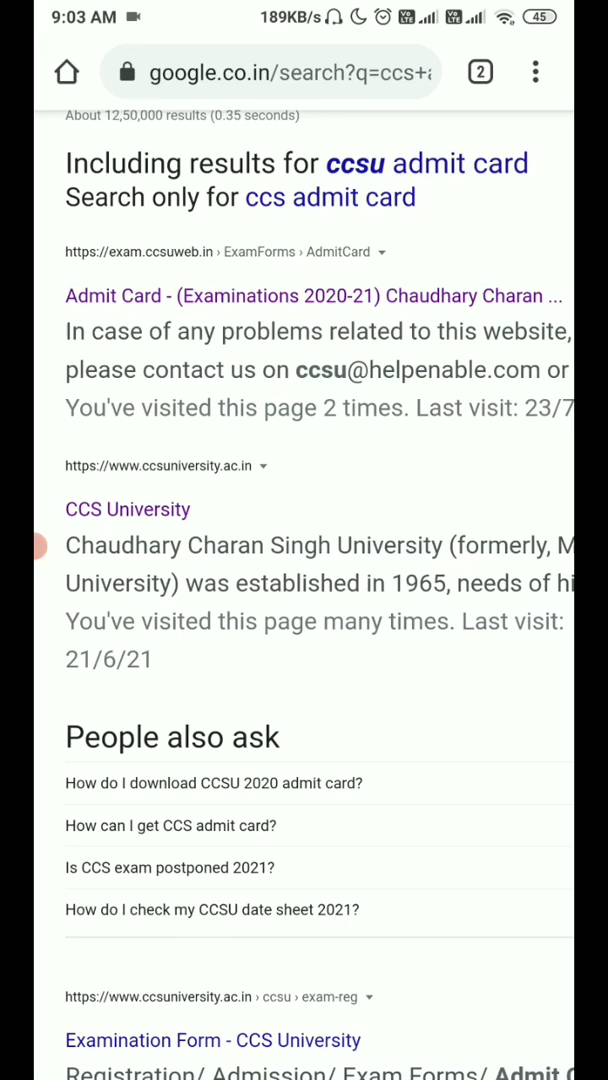 9:03 AM 189KB/s 45
google.co.in/search?q=ccs+
2
About 12,50,000 results (0.35 seconds)
Including results for ccsu admit card
Search only for ccs admit card
https://exam.ccsuweb.in › ExamForms › AdmitCard
Admit Card - (Examinations 2020-21) Chaudhary Charan ...
In case of any problems related to this website,
please contact us on ccsu@helpenable.com or
You've visited this page 2 times. Last visit: 23/7
https://www.ccsuniversity.ac.in
CCS University
Chaudhary Charan Singh University (formerly, M
University) was established in 1965, needs of hi
You've visited this page many times. Last visit:
21/6/21
People also ask
How do I download CCSU 2020 admit card?
How can I get CCS admit card?
Is CCS exam postponed 2021?
How do I check my CCSU date sheet 2021?
https://www.ccsuniversity.ac.in › ccsu › exam-reg
Examination Form - CCS University
Registration/ Admission/ Exam Forms/ Admit